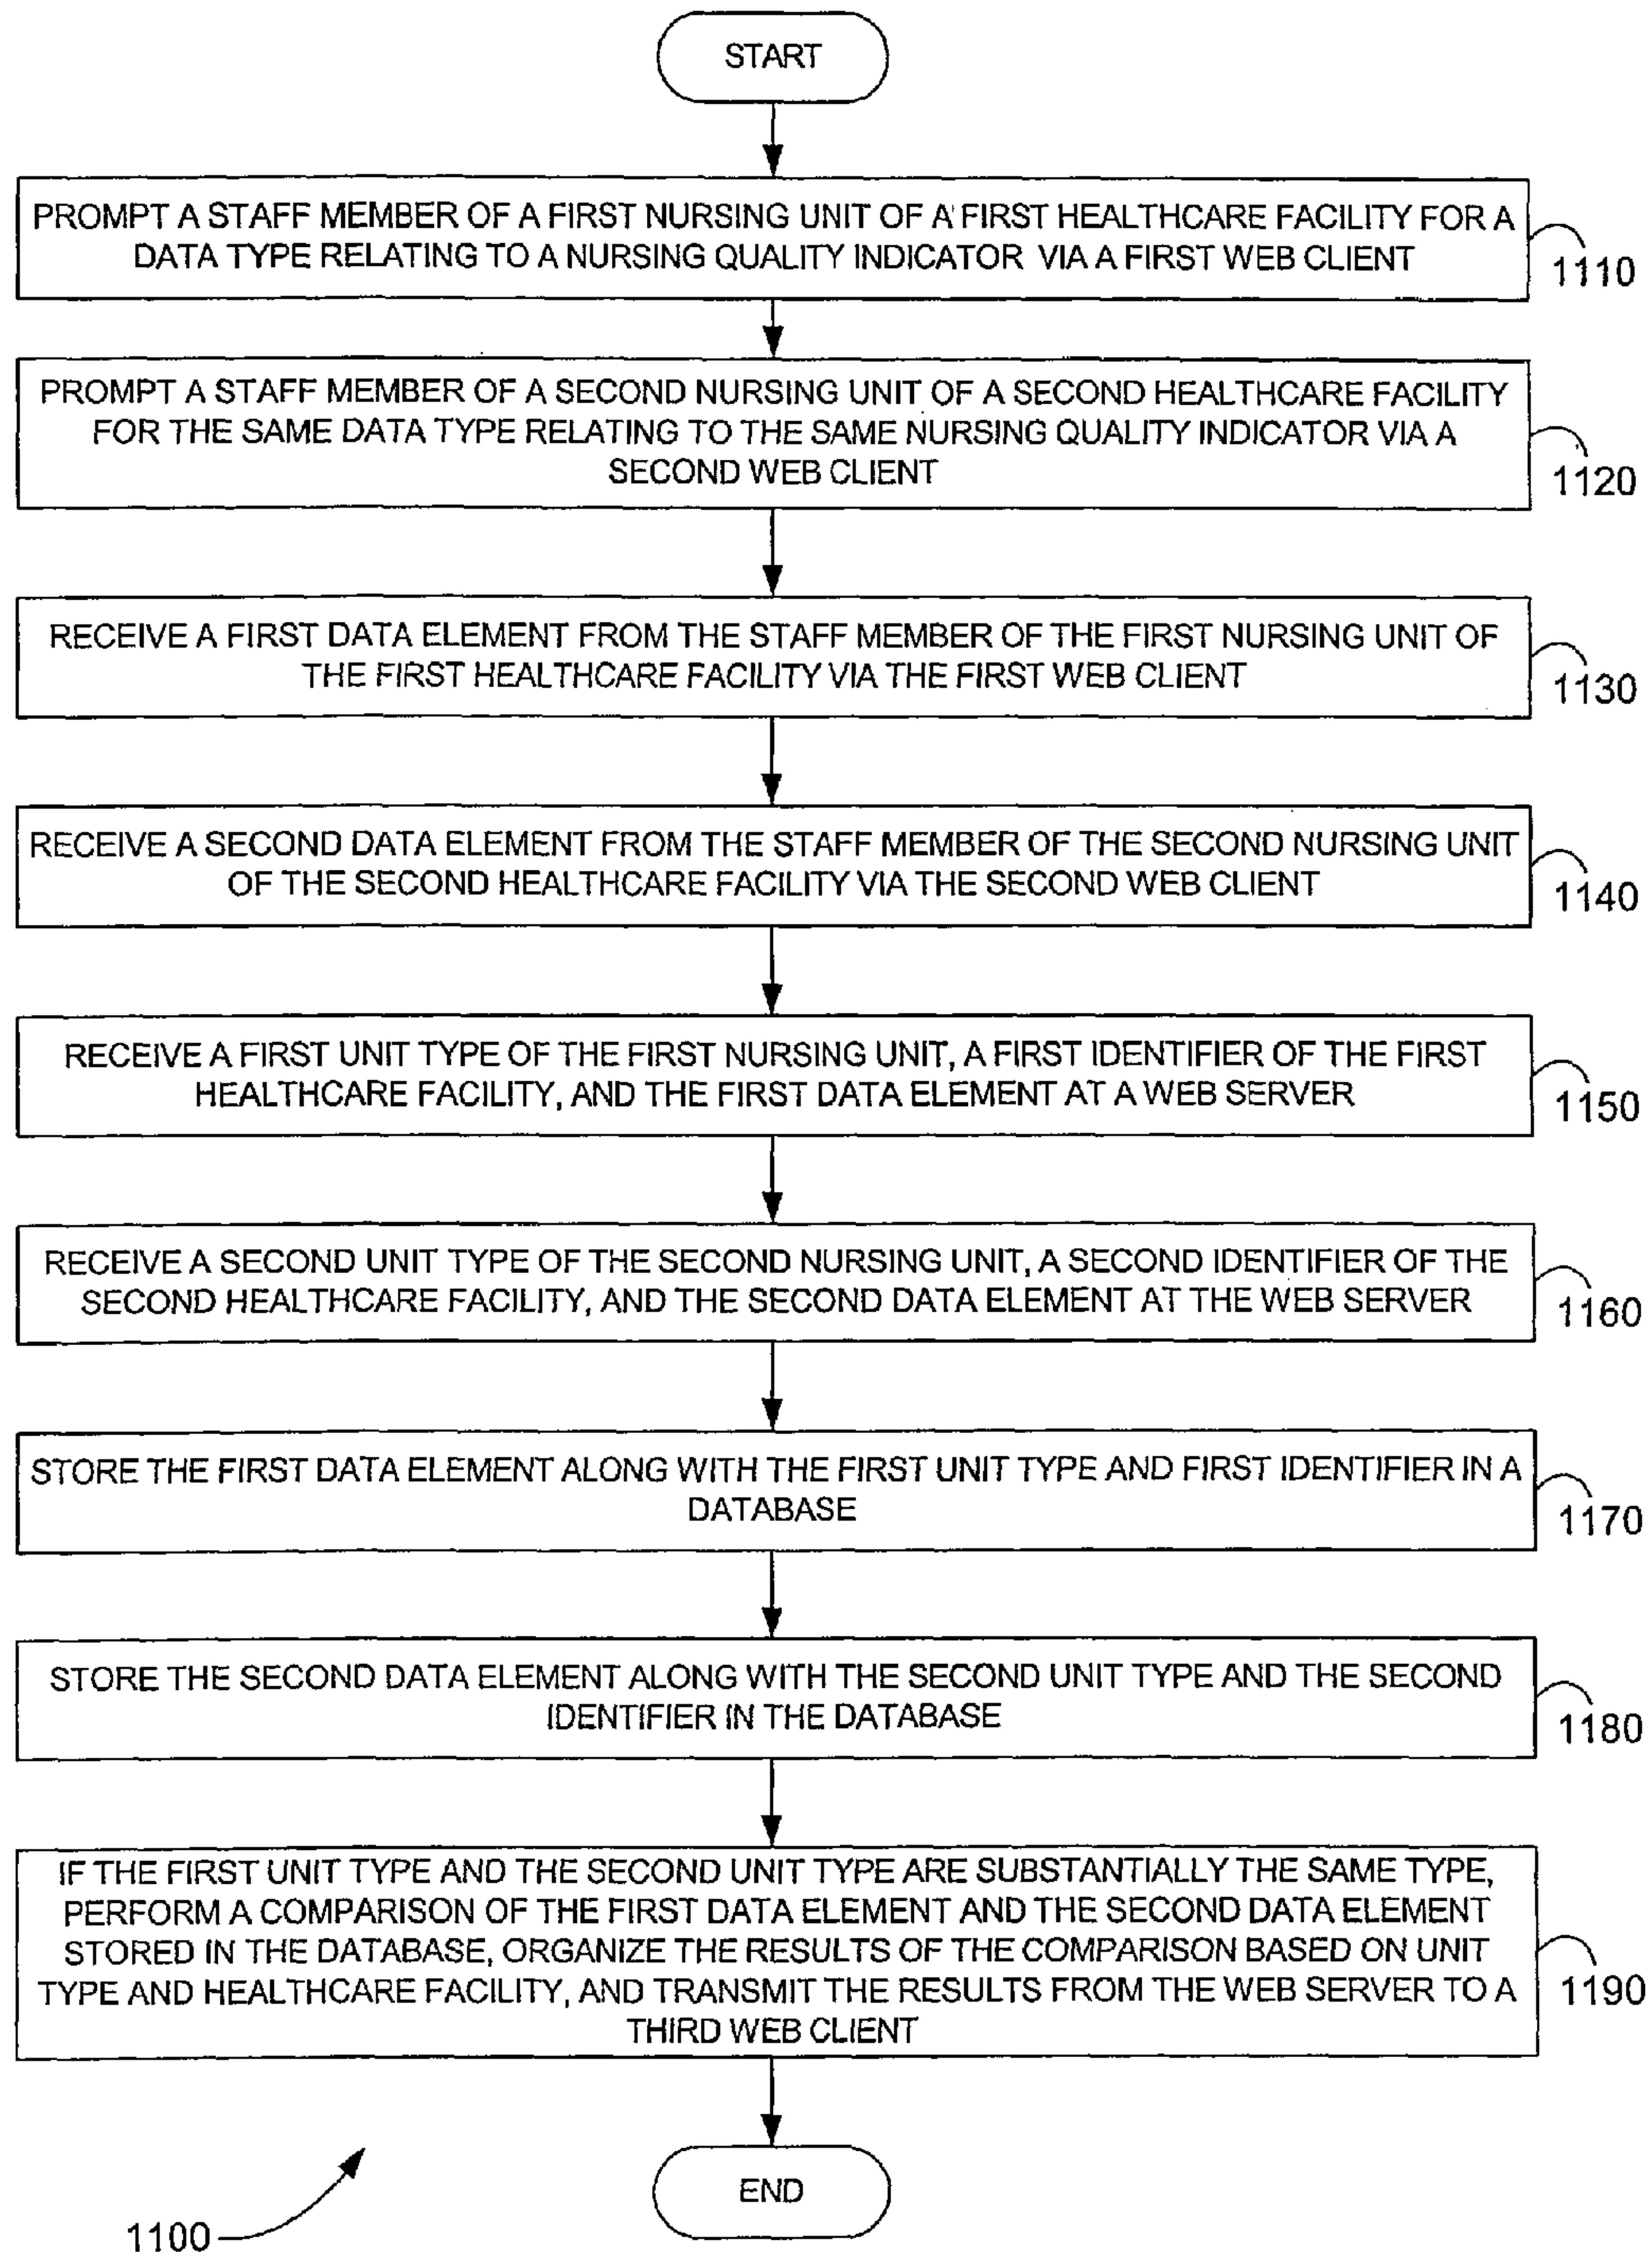 START
PROMPT A STAFF MEMBER OF A FIRST NURSING UNIT OF A FIRST HEALTHCARE FACILITY FOR A
DATA TYPE RELATING TO A NURSING QUALITY INDICATOR VIA A FIRST WEB CLIENT
1110
PROMPT A STAFF MEMBER OF A SECOND NURSING UNIT OF A SECOND HEALTHCARE FACILITY
FOR THE SAME DATA TYPE RELATING TO THE SAME NURSING QUALITY INDICATOR VIA A
SECOND WEB CLIENT
1120
RECEIVE A FIRST DATA ELEMENT FROM THE STAFF MEMBER OF THE FIRST NURSING UNIT OF
THE FIRST HEALTHCARE FACILITY VIA THE FIRST WEB CLIENT
1130
RECEIVE A SECOND DATA ELEMENT FROM THE STAFF MEMBER OF THE SECOND NURSING UNIT
OF THE SECOND HEALTHCARE FACILITY VIA THE SECOND WEB CLIENT
1140
RECEIVE A FIRST UNIT TYPE OF THE FIRST NURSING UNIT, A FIRST IDENTIFIER OF THE FIRST
HEALTHCARE FACILITY, AND THE FIRST DATA ELEMENT AT A WEB SERVER
1150
RECEIVE A SECOND UNIT TYPE OF THE SECOND NURSING UNIT, A SECOND IDENTIFIER OF THE
SECOND HEALTHCARE FACILITY, AND THE SECOND DATA ELEMENT AT THE WEB SERVER
1160
STORE THE FIRST DATA ELEMENT ALONG WITH THE FIRST UNIT TYPE AND FIRST IDENTIFIER IN A
DATABASE
1170
STORE THE SECOND DATA ELEMENT ALONG WITH THE SECOND UNIT TYPE AND THE SECOND
IDENTIFIER IN THE DATABASE
1180
IF THE FIRST UNIT TYPE AND THE SECOND UNIT TYPE ARE SUBSTANTIALLY THE SAME TYPE,
PERFORM A COMPARISON OF THE FIRST DATA ELEMENT AND THE SECOND DATA ELEMENT
STORED IN THE DATABASE, ORGANIZE THE RESULTS OF THE COMPARISON BASED ON UNIT
TYPE AND HEALTHCARE FACILITY, AND TRANSMIT THE RESULTS FROM THE WEB SERVER TO A
THIRD WEB CLIENT
1190
END
1100